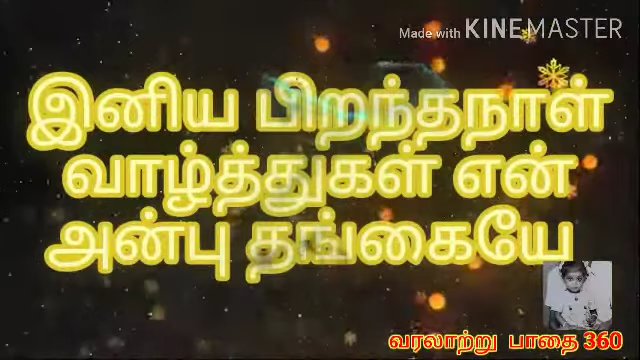 Made with KINEMASTER
இனிய பிறந்தநாள்
வாழ்த்துகள் என்
அன்பு தங்கையே
வரலாற்று பாதை 360